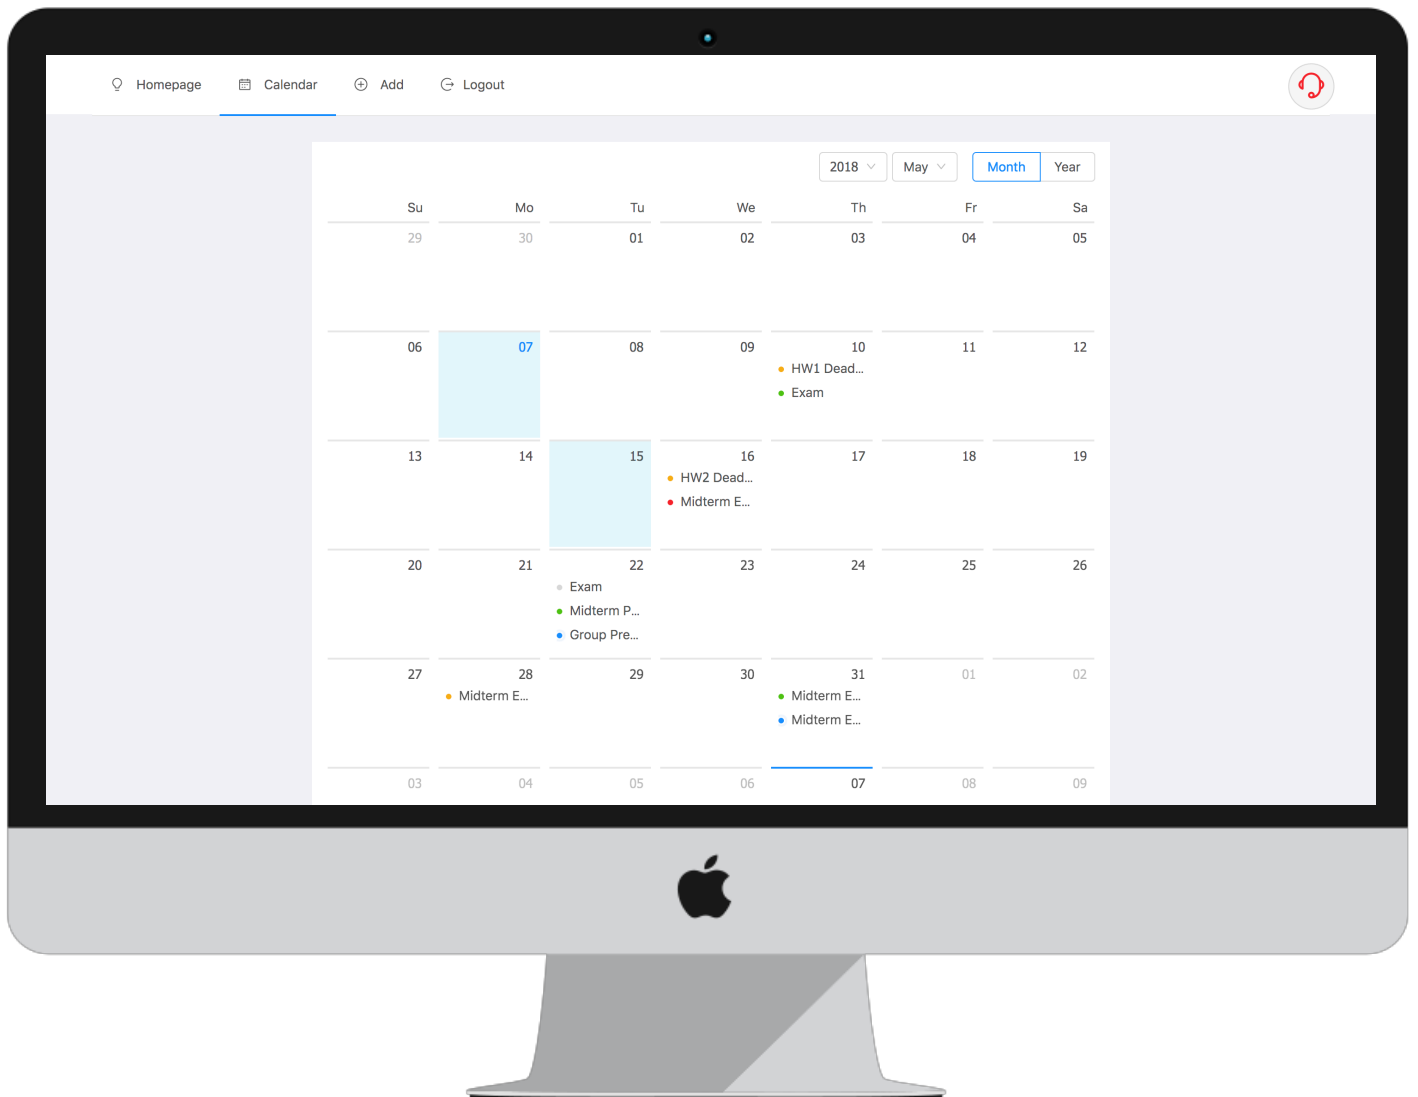 Homepage Calendar Add Logout
2018 May Month Year
Su Mo Tu We Th Fr Sa
29 30 01 02 03 04 05
06 07 08 09 10 11 12
HW1 Dead...
Exam
13 14 15 16 17 18 19
HW2 Dead...
Midterm E...
20 21 22 23 24 25 26
Exam
Midterm P...
Group Pre...
27 28 29 30 31 01 02
Midterm E... Midterm E...
Midterm E...
03 04 05 06 07 08 09